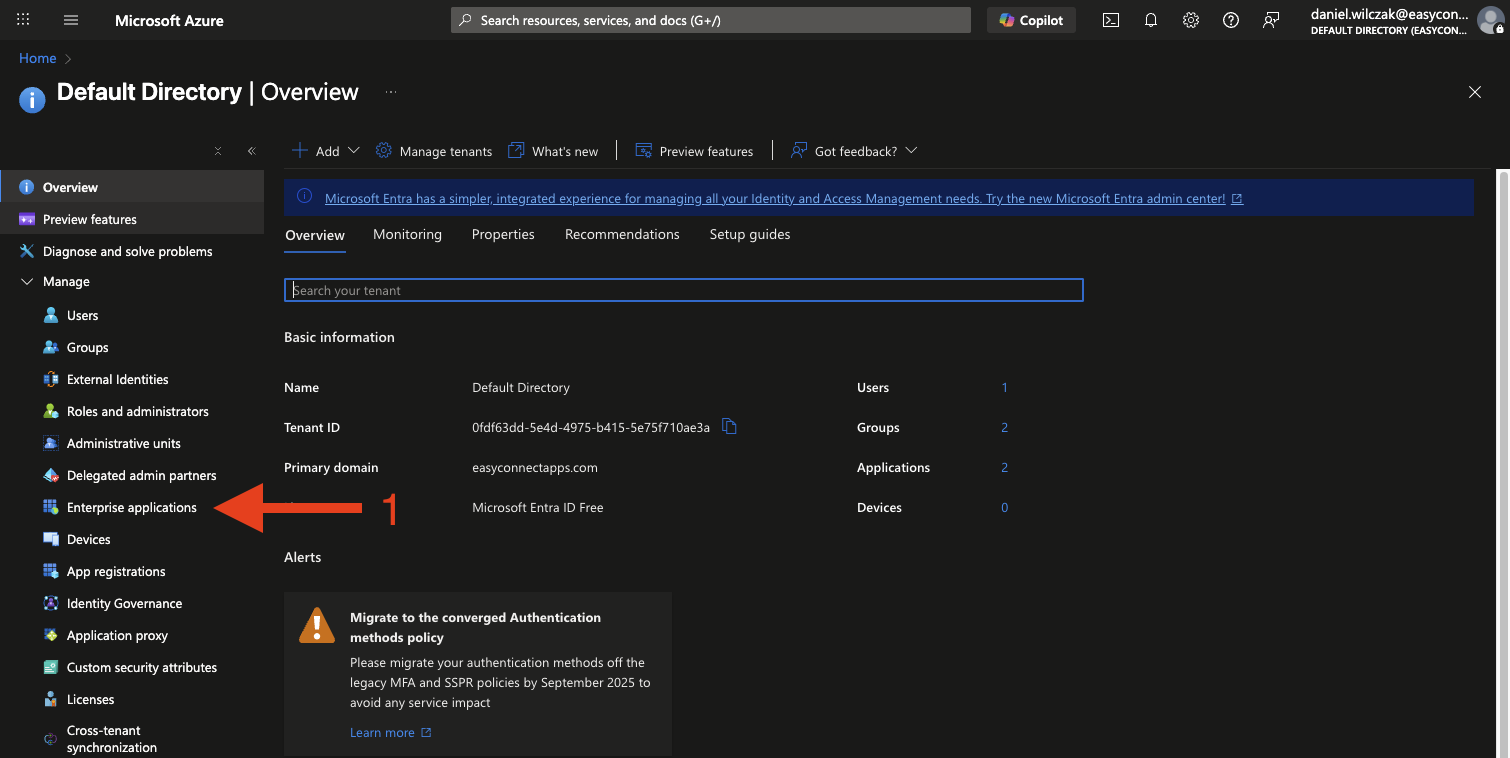 Microsoft Azure
Search resources, services, and docs (G+/)
Copilot
daniel.wilczak@easycon...
DEFAULT DIRECTORY (EASYCON...
Home
Default Directory | Overview
Add
Manage tenants
What's new
Preview features
Got feedback?
Overview
Preview features
Diagnose and solve problems
Manage
Users
Groups
External Identities
Roles and administrators
Administrative units
Delegated admin partners
Enterprise applications
Devices
App registrations
Identity Governance
Application proxy
Custom security attributes
Licenses
Cross-tenant
synchronization
1
Microsoft Entra has a simpler, integrated experience for managing all your Identity and Access Management needs. Try the new Microsoft Entra admin center!
Overview Monitoring Properties Recommendations Setup guides
Search your tenant
Basic information
Name Default Directory Users 1
Tenant ID 0fdf63dd-5e4d-4975-b415-5e75f710ae3a Groups 2
Primary domain easyconnectapps.com Applications 2
Microsoft Entra ID Free Devices 0
Alerts
Migrate to the converged Authentication
methods policy
Please migrate your authentication methods off the
legacy MFA and SSPR policies by September 2025 to
avoid any service impact
Learn more